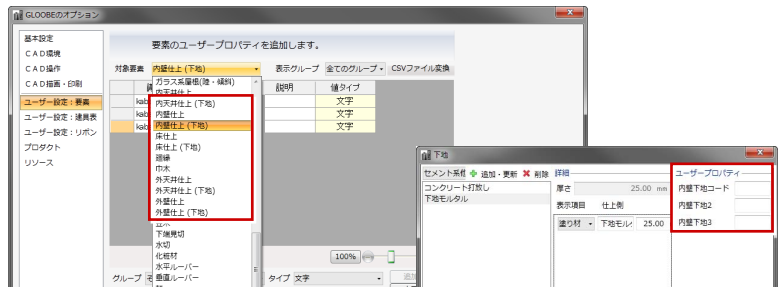 GLOOBEのオプション
基本設定
ＣＡＤ環境
ＣＡＤ操作
ＣＡＤ描画・印刷
ユーザー設定：要素
ユーザー設定：建具表
ユーザー設定：リボン
プロダクト
リソース
要素のユーザープロパティを追加します。
対象要素 内壁仕上 (下地) 表示グループ 全てのグループ CSVファイル変換
説明 値タイプ
kab 文字
kab 文字
kab 文字
ガラス系屋根(陸・傾斜)
内天井仕上
内天井仕上 (下地)
内壁仕上
内壁仕上 (下地)
床仕上
床仕上 (下地)
廻縁
巾木
外天井仕上
外天井仕上 (下地)
外壁仕上
外壁仕上 (下地)
下端見切
水切
化粧材
水平ルーバー
垂直ルーバー
100%
グループ タイプ 文字
下地
セメント系 追加・更新 削除
コンクリート打放し
下地モルタル
詳細
厚さ 25.00 mm
表示項目 仕上側
塗り材 下地モル 25.00
ユーザープロパティ
内壁下地コード
内壁下地2
内壁下地3